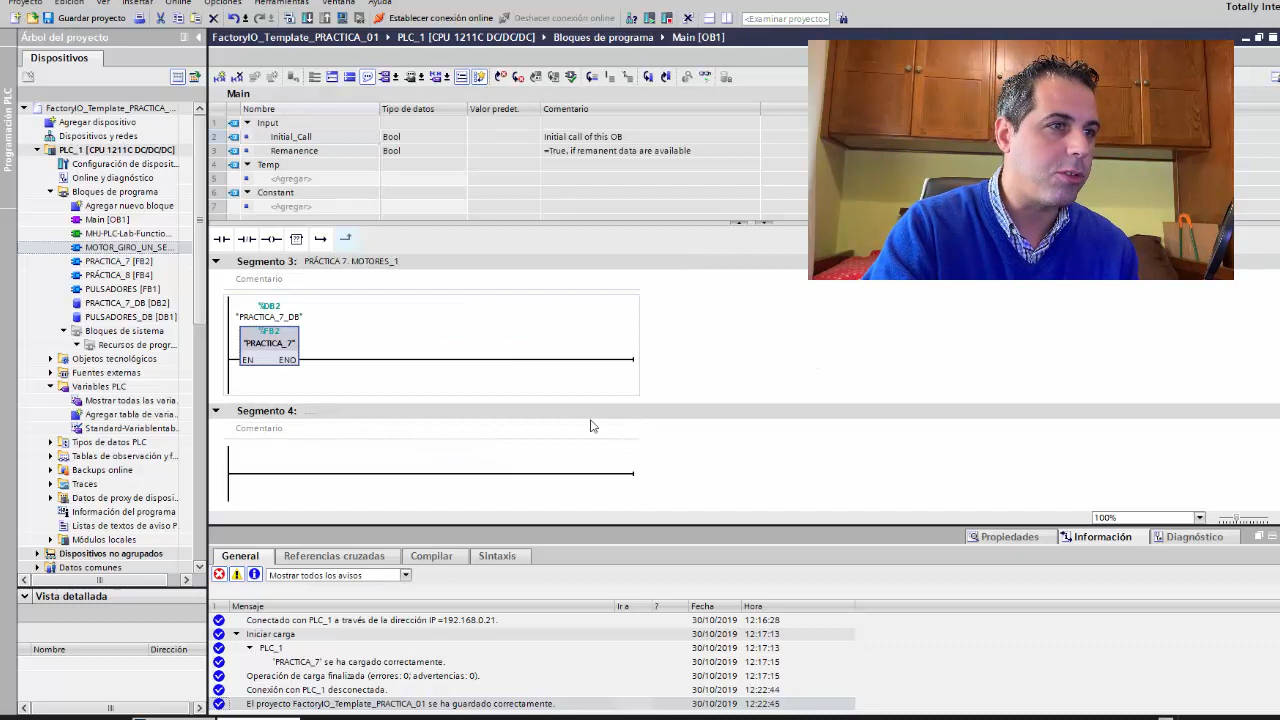 Proyecto Edición Ver Insertar Online Opciones Herramientas Ventana Ayuda
Totally Inte
Guardar proyecto
Establecer conexión online
Deshacer conexión online
<Examinar proyecto>
Árbol del proyecto
FactoryIO_Template_PRACTICA_01 PLC_1 [CPU 1211C DC/DC/DC] Bloques de programa Main [OB1]
Dispositivos
Programación PLC
FactoryIO_Template_PRACTICA_...
Agregar dispositivo
Dispositivos y redes
PLC_1 [CPU 1211C DC/DC/DC]
Configuración de disposit...
Online y diagnóstico
Bloques de programa
Agregar nuevo bloque
Main [OB1]
MHJ-PLC-Lab-Functio...
MOTOR_GIRO_UN_SE...
PRACTICA_7 [FB2]
PRÁCTICA_8 [FB4]
PULSADORES [FB1]
PRACTICA_7_DB [DB2]
PULSADORES_DB [DB1]
Bloques de sistema
Recursos de progr...
Objetos tecnológicos
Fuentes externas
Variables PLC
Mostrar todas las varia...
Agregar tabla de varia...
Standard-Variablentab...
Tipos de datos PLC
Tablas de observación y f...
Backups online
Traces
Datos de proxy de disposi...
Información del programa
Listas de textos de aviso P...
Módulos locales
Dispositivos no agrupados
Datos comunes
Vista detallada
Nombre Dirección
Main
Nombre Tipo de datos Valor predet. Comentario
1 Input
2 Initial_Call Bool Initial call of this OB
3 Remanence Bool =True, if remanent data are available
4 Temp
5 <Agregar>
6 Constant
7 <Agregar>
Segmento 3: PRÁCTICA 7. MOTORES_1
Comentario
%DB2
"PRACTICA_7_DB"
%FB2
"PRACTICA_7"
EN ENO
Segmento 4: .....
Comentario
100%
Propiedades Información Diagnóstico
General Referencias cruzadas Compilar Sintaxis
Mostrar todos los avisos
! Mensaje Ir a ? Fecha Hora
Conectado con PLC_1 a través de la dirección IP =192.168.0.21. 30/10/2019 12:16:28
Iniciar carga 30/10/2019 12:17:13
PLC_1 30/10/2019 12:17:13
'PRACTICA_7' se ha cargado correctamente. 30/10/2019 12:17:15
Operación de carga finalizada (errores: 0; advertencias: 0). 30/10/2019 12:17:15
Conexión con PLC_1 desconectada. 30/10/2019 12:22:44
El proyecto FactoryIO_Template_PRACTICA_01 se ha guardado correctamente. 30/10/2019 12:22:45